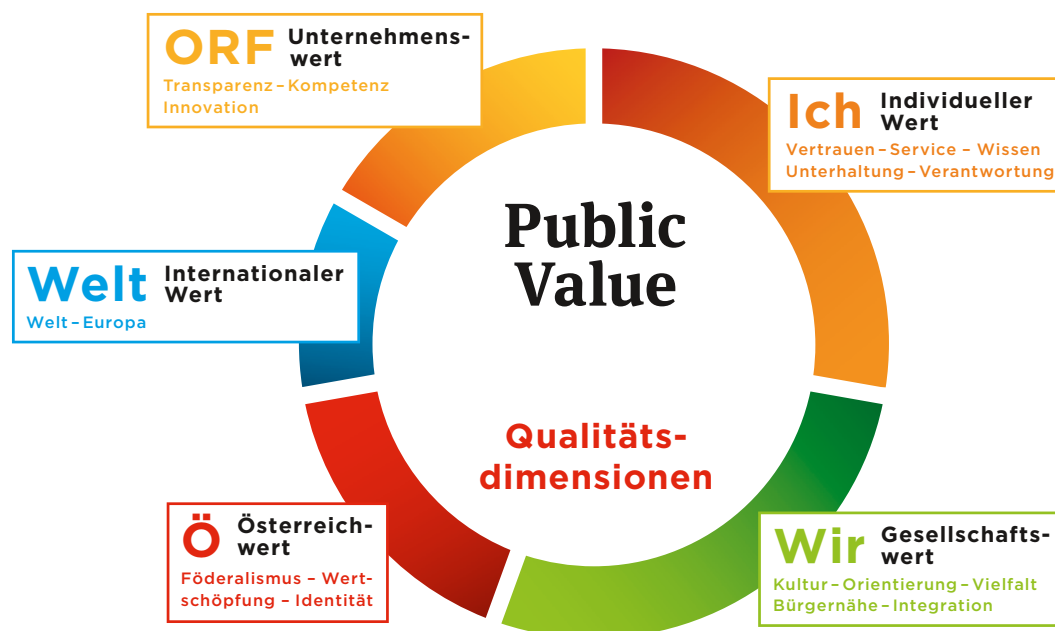 ORF Unternehmens-
wert
Transparenz – Kompetenz
Innovation
Ich Individueller
Wert
Vertrauen – Service – Wissen
Unterhaltung – Verantwortung
Public
Value
Welt Internationaler
Wert
Welt – Europa
Qualitäts-
dimensionen
Ö Österreich-
wert
Föderalismus – Wert-
schöpfung – Identität
Wir Gesellschafts-
wert
Kultur – Orientierung – Vielfalt
Bürgernähe – Integration